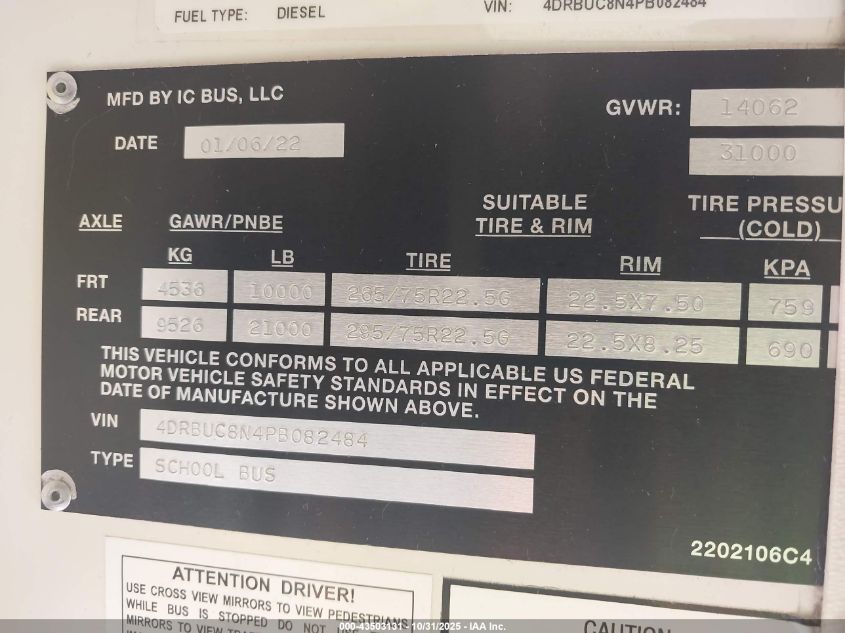 FUEL TYPE: DIESEL VIN: 4DRBUC8N4PB082484
MFD BY IC BUS, LLC
GVWR: 14062
DATE 01/06/22
31000
SUITABLE TIRE PRESSU
AXLE GAWR/PNBE TIRE & RIM (COLD)
KG LB TIRE RIM KPA
FRT 4536 10000 265/75R22.5G 22.5X7.50 759
REAR 9526 21000 295/75R22.5G 22.5X8.25 690
THIS VEHICLE CONFORMS TO ALL APPLICABLE US FEDERAL
MOTOR VEHICLE SAFETY STANDARDS IN EFFECT ON THE
DATE OF MANUFACTURE SHOWN ABOVE.
VIN 4DRBUC8N4PB082484
TYPE SCHOOL BUS
2202106C4
ATTENTION DRIVER!
USE CROSS VIEW MIRRORS TO VIEW PEDESTRIANS
WHILE BUS IS STOPPED DO NOT
MIRRORS TO VIEW
CAUTION
000-43503131 - 10/31/2025 - IAA Inc.